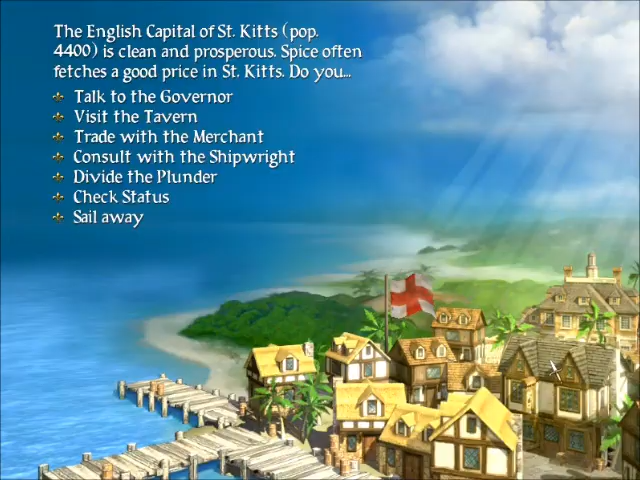 The English Capital of St. Kitts (pop.
4400) is clean and prosperous. Spice often
fetches a good price in St. Kitts. Do you...
Talk to the Governor
Visit the Tavern
Trade with the Merchant
Consult with the Shipwright
Divide the Plunder
Check Status
Sail away